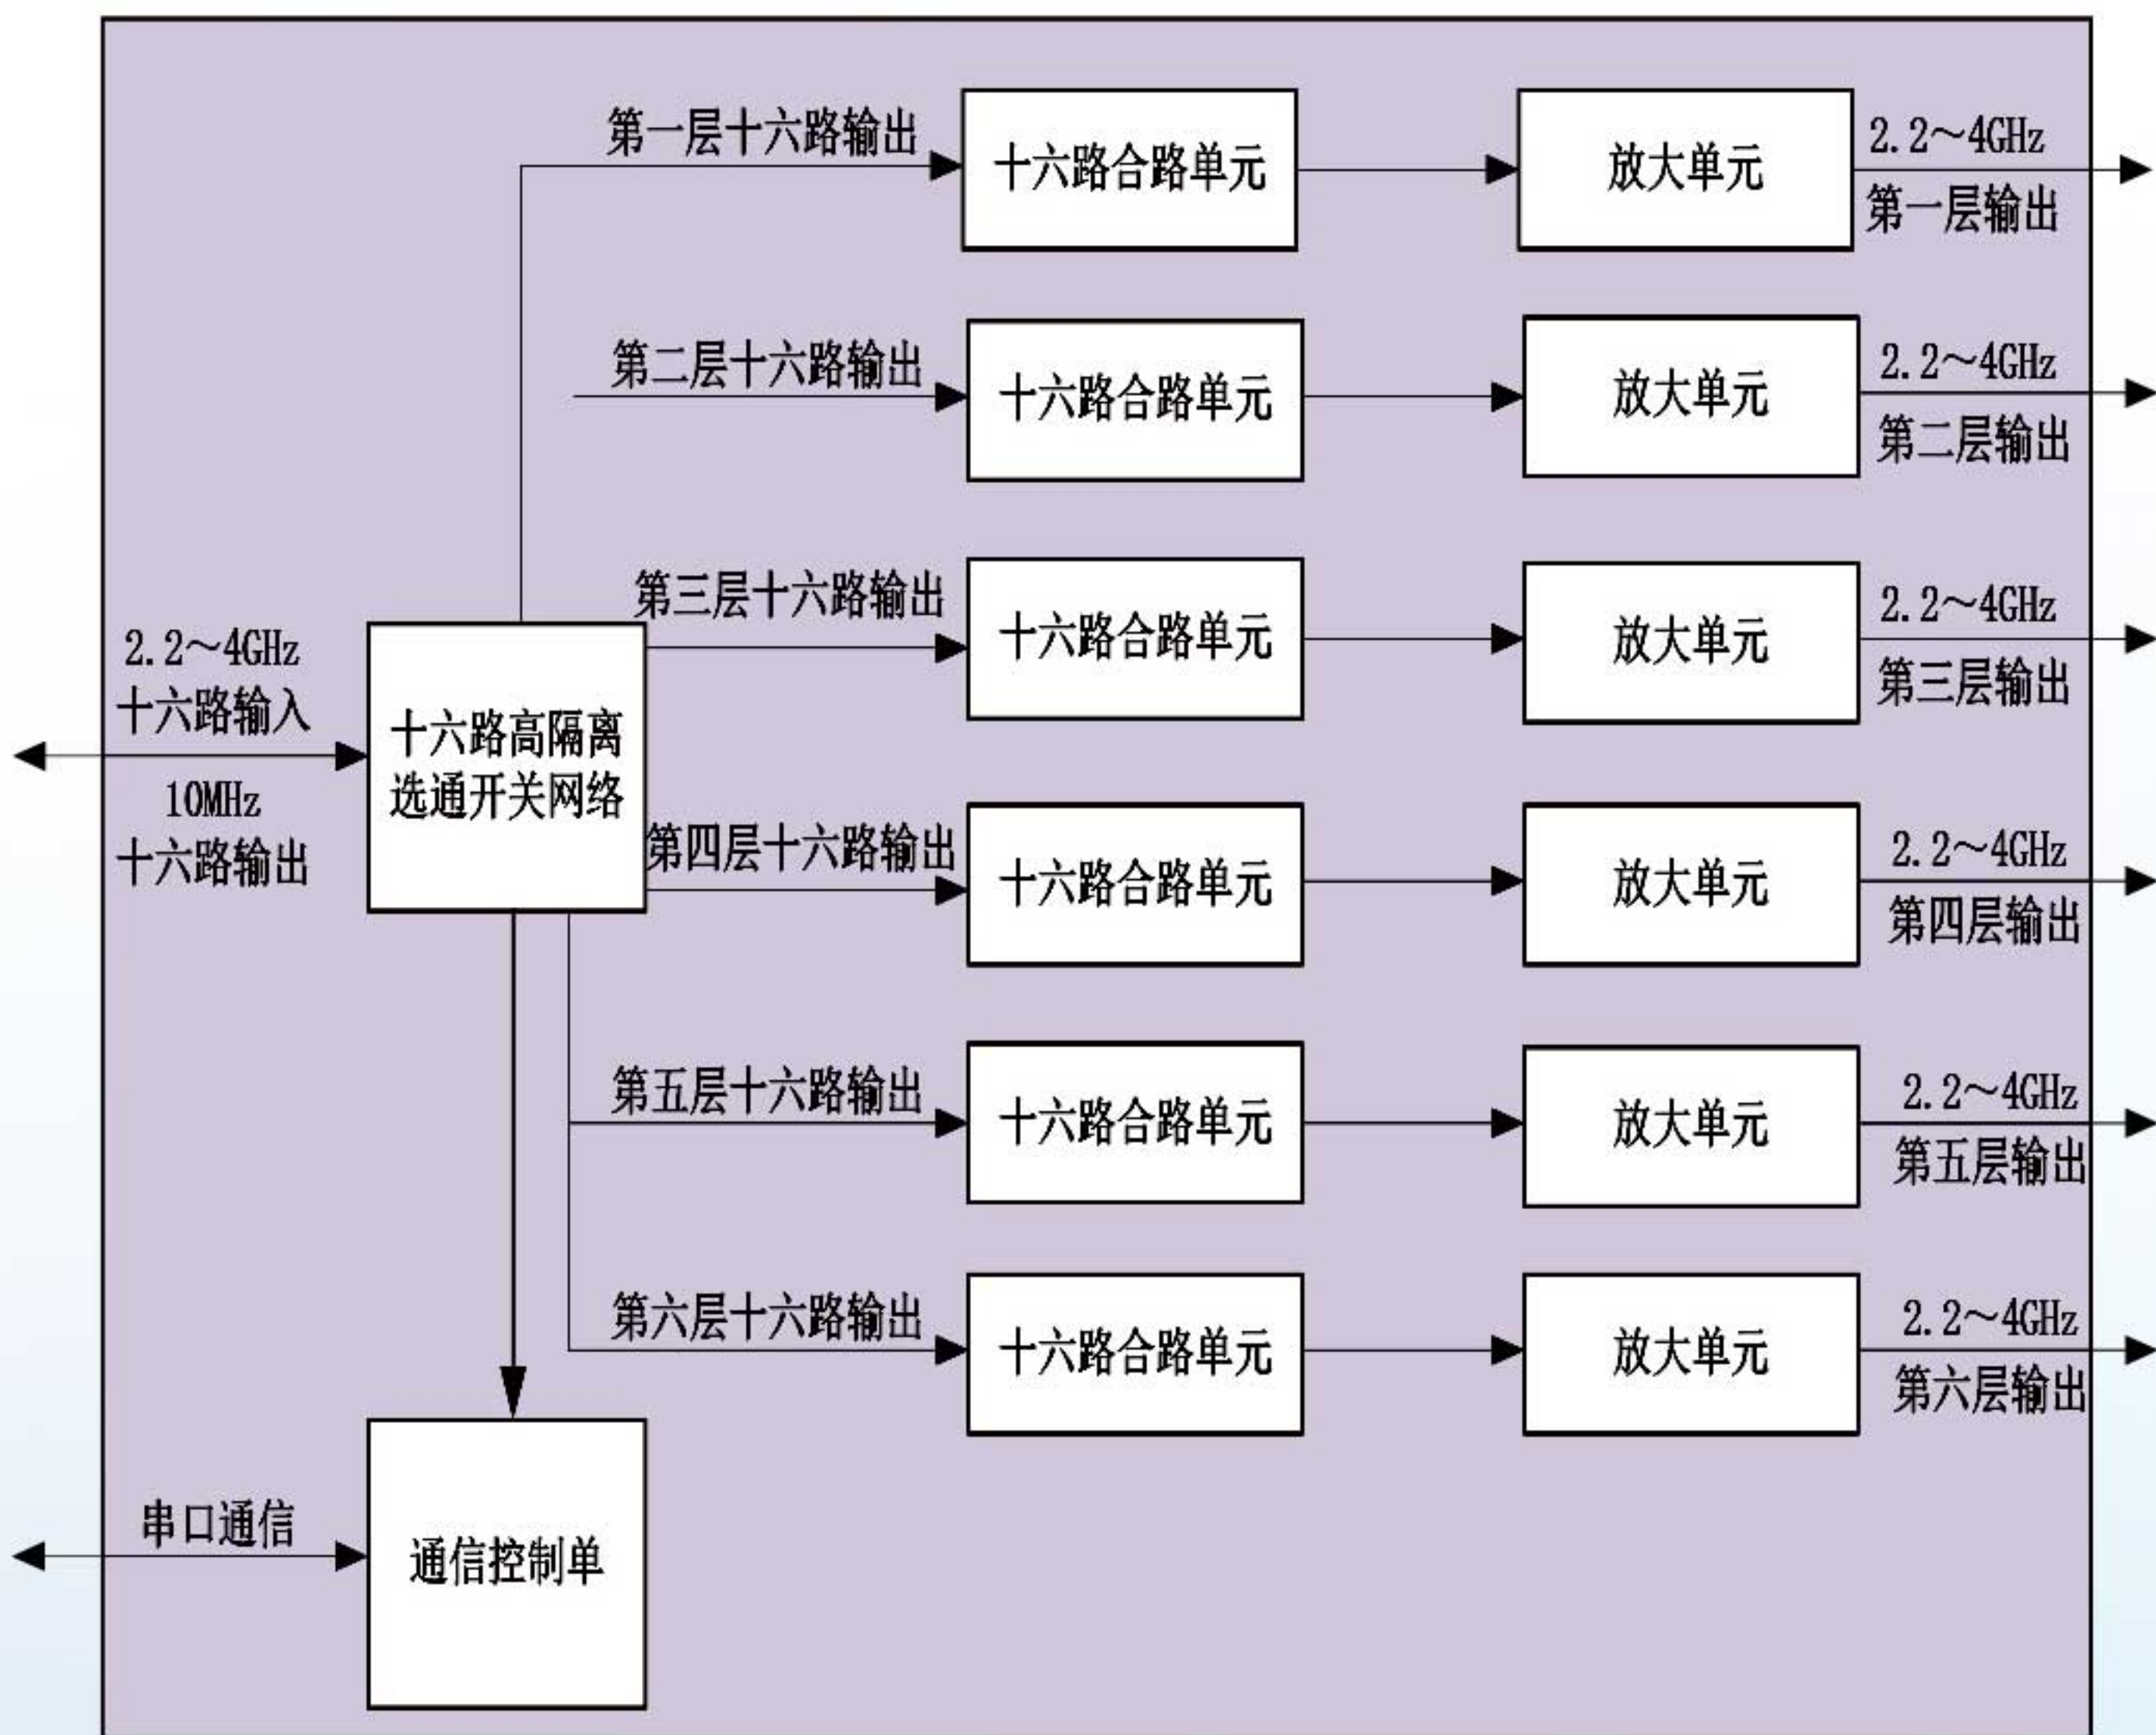 第一层十六路输出
十六路合路单元
放大单元
2.2～4GHz
第一层输出
第二层十六路输出
十六路合路单元
放大单元
2.2～4GHz
第二层输出
第三层十六路输出
十六路合路单元
放大单元
2.2～4GHz
第三层输出
2.2～4GHz
十六路输入
10MHz
十六路输出
十六路高隔离
选通开关网络
第四层十六路输出
十六路合路单元
放大单元
2.2～4GHz
第四层输出
第五层十六路输出
十六路合路单元
放大单元
2.2～4GHz
第五层输出
第六层十六路输出
十六路合路单元
放大单元
2.2～4GHz
第六层输出
串口通信
通信控制单